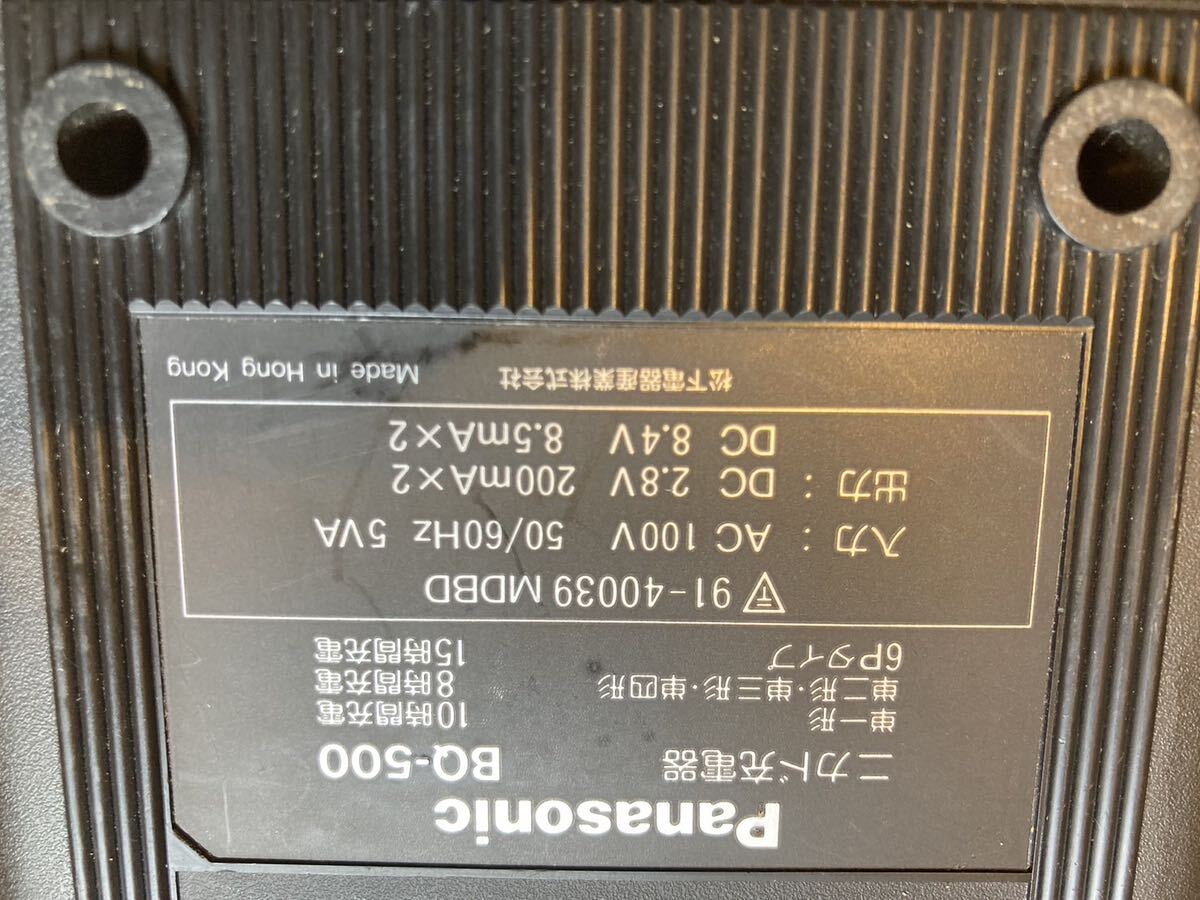 Panasonic
ニカド充電器 BQ-500
単一形 10時間充電
単二形・単三形・単四形 8時間充電
6Pタイプ 15時間充電
T 91-40039 MDBD
入力 : AC 100V 50/60Hz 5VA
出力 : DC 2.8V 200mA×2
DC 8.4V 8.5mA×2
松下電器産業株式会社 Made in Hong Kong